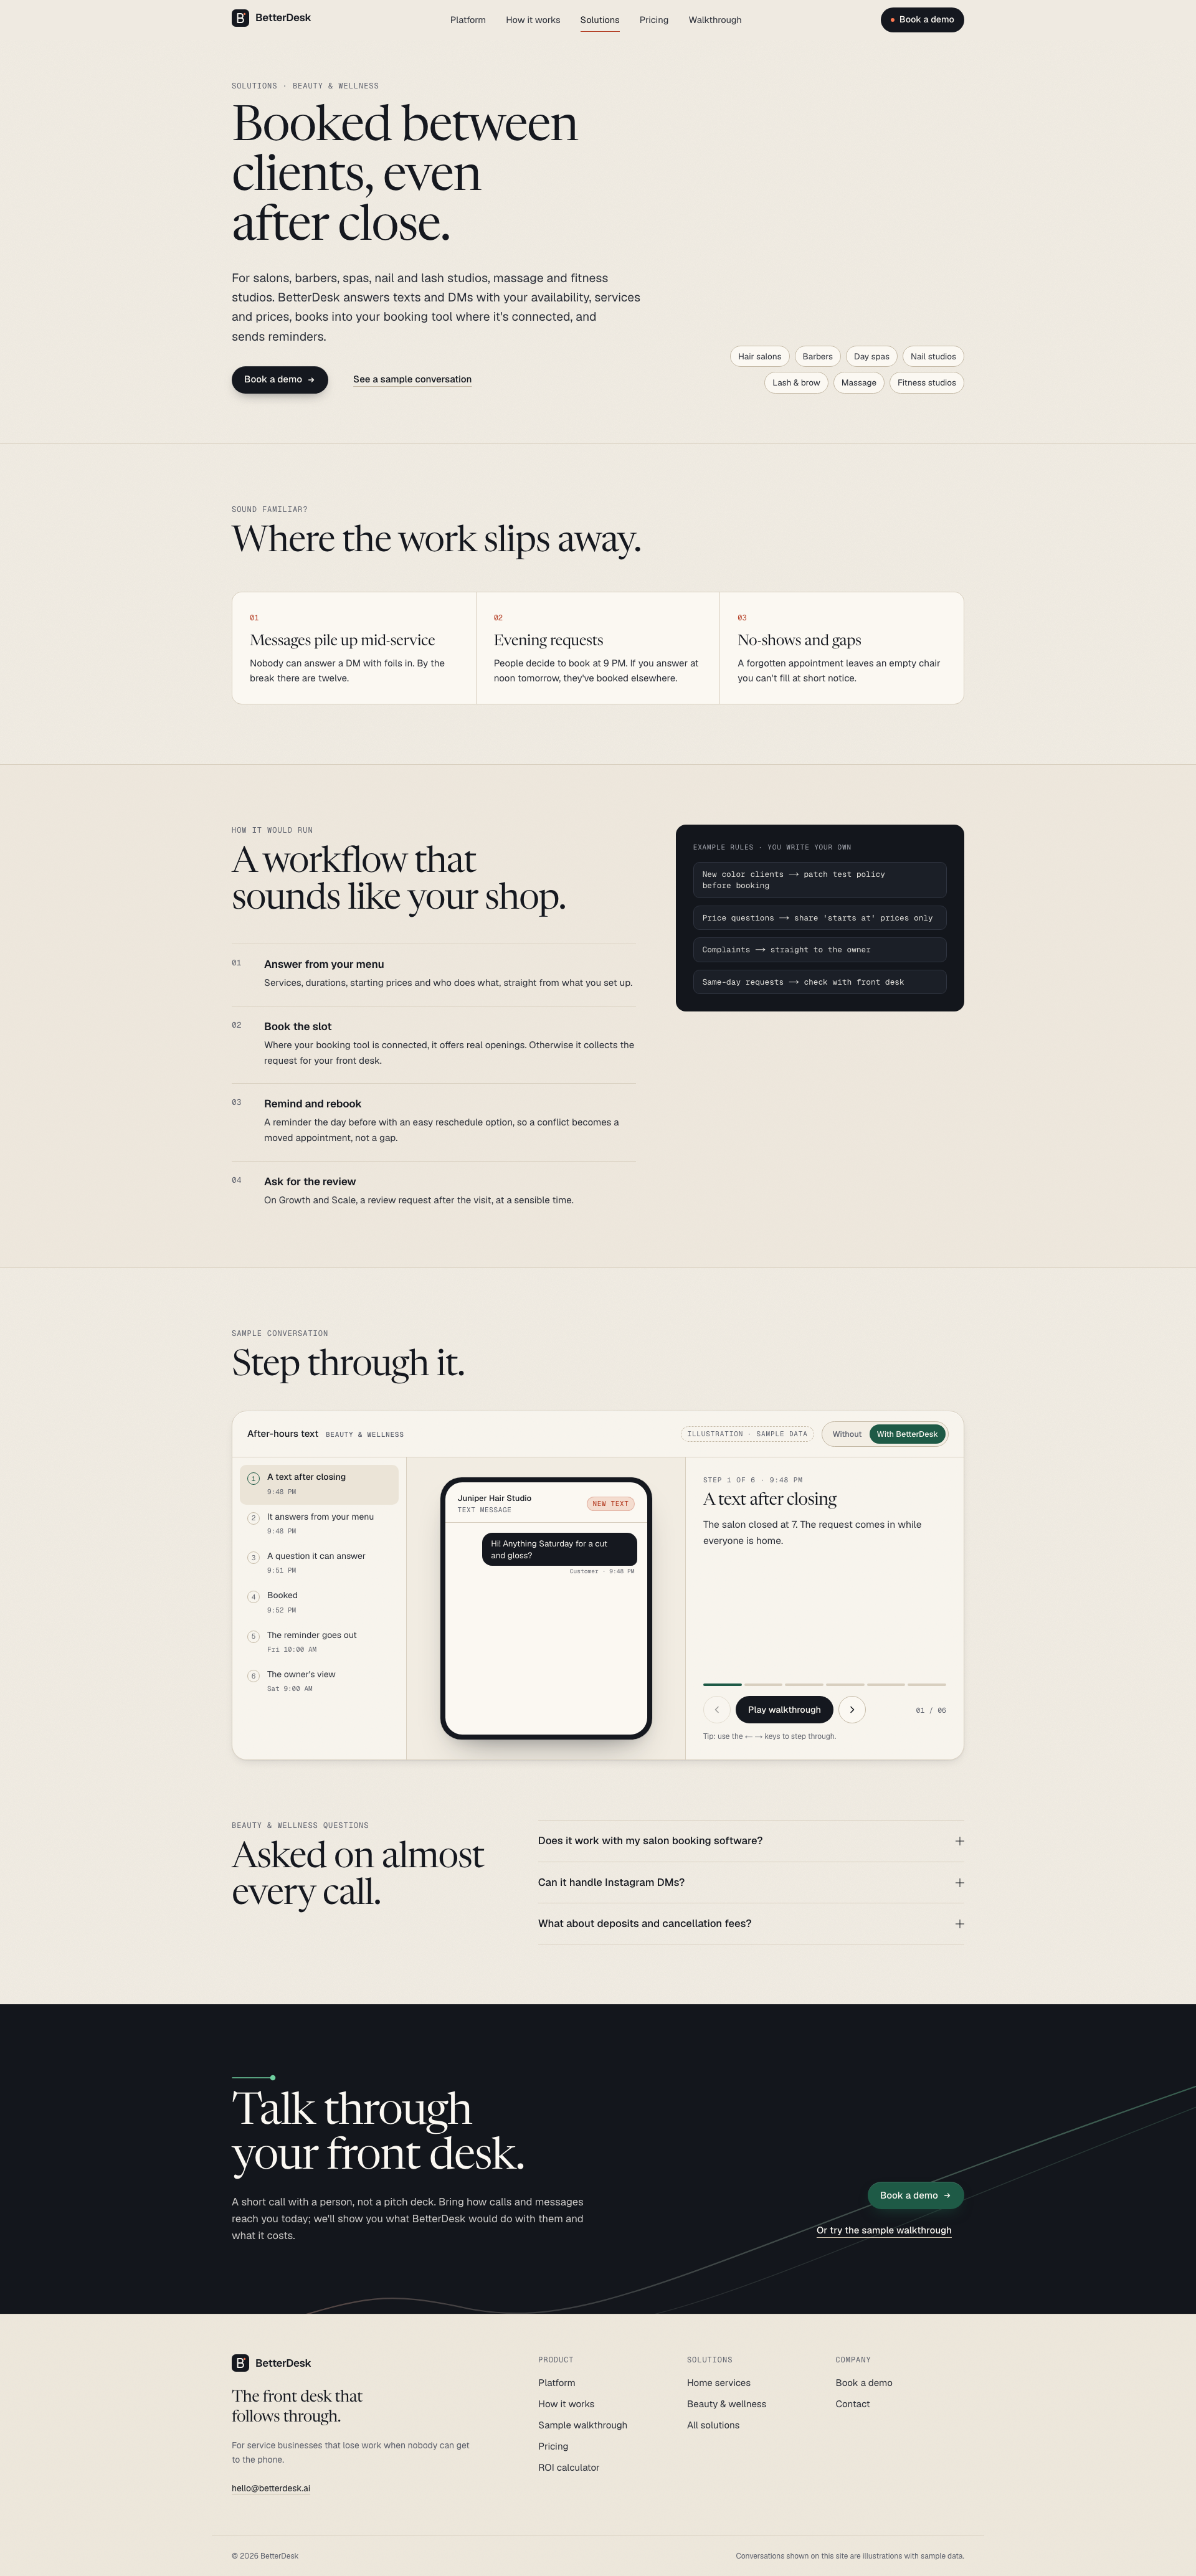 BetterDesk
Platform
How it works
Solutions
Pricing
Walkthrough
Book a demo
SOLUTIONS · BEAUTY & WELLNESS
Booked between
clients, even
after close.
For salons, barbers, spas, nail and lash studios, massage and fitness
studios. BetterDesk answers texts and DMs with your availability, services
and prices, books into your booking tool where it's connected, and
sends reminders.
Book a demo →
See a sample conversation
Hair salons
Barbers
Day spas
Nail studios
Lash & brow
Massage
Fitness studios
SOUND FAMILIAR?
Where the work slips away.
01
Messages pile up mid-service
Nobody can answer a DM with foils in. By the
break there are twelve.
02
Evening requests
People decide to book at 9 PM. If you answer at
noon tomorrow, they've booked elsewhere.
03
No-shows and gaps
A forgotten appointment leaves an empty chair
you can't fill at short notice.
HOW IT WOULD RUN
A workflow that
sounds like your shop.
01
Answer from your menu
Services, durations, starting prices and who does what, straight from what you set up.
02
Book the slot
Where your booking tool is connected, it offers real openings. Otherwise it collects the
request for your front desk.
03
Remind and rebook
A reminder the day before with an easy reschedule option, so a conflict becomes a
moved appointment, not a gap.
04
Ask for the review
On Growth and Scale, a review request after the visit, at a sensible time.
EXAMPLE RULES · YOU WRITE YOUR OWN
New color clients → patch test policy
before booking
Price questions → share 'starts at' prices only
Complaints → straight to the owner
Same-day requests → check with front desk
SAMPLE CONVERSATION
Step through it.
After-hours text BEAUTY & WELLNESS
ILLUSTRATION · SAMPLE DATA
Without
With BetterDesk
1
A text after closing
9:48 PM
2
It answers from your menu
9:48 PM
3
A question it can answer
9:51 PM
4
Booked
9:52 PM
5
The reminder goes out
Fri 10:00 AM
6
The owner's view
Sat 9:00 AM
Juniper Hair Studio
TEXT MESSAGE
NEW TEXT
Hi! Anything Saturday for a cut
and gloss?
Customer · 9:48 PM
STEP 1 OF 6 · 9:48 PM
A text after closing
The salon closed at 7. The request comes in while
everyone is home.
Play walkthrough
01 / 06
Tip: use the ← → keys to step through.
BEAUTY & WELLNESS QUESTIONS
Asked on almost
every call.
Does it work with my salon booking software?
Can it handle Instagram DMs?
What about deposits and cancellation fees?
Talk through
your front desk.
A short call with a person, not a pitch deck. Bring how calls and messages
reach you today; we'll show you what BetterDesk would do with them and
what it costs.
Book a demo →
Or try the sample walkthrough
BetterDesk
The front desk that
follows through.
For service businesses that lose work when nobody can get
to the phone.
hello@betterdesk.ai
PRODUCT
Platform
How it works
Sample walkthrough
Pricing
ROI calculator
SOLUTIONS
Home services
Beauty & wellness
All solutions
COMPANY
Book a demo
Contact
© 2026 BetterDesk
Conversations shown on this site are illustrations with sample data.